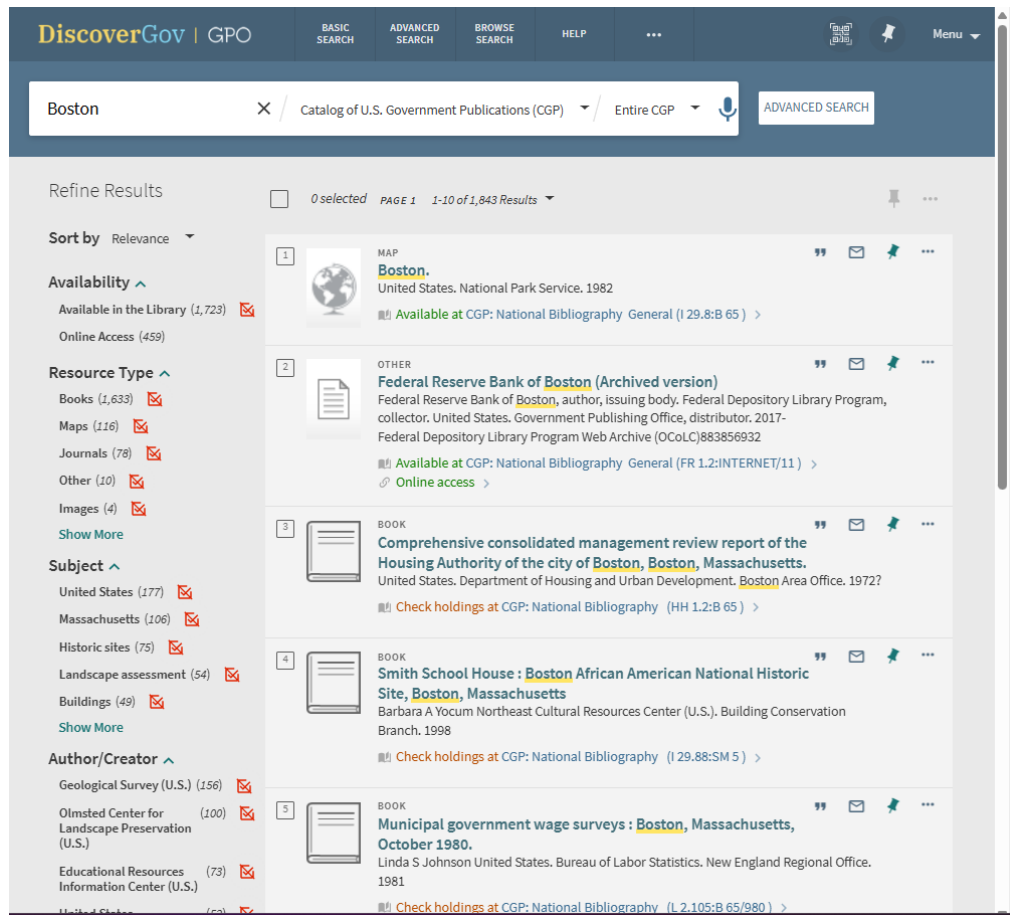 DiscoverGov | GPO
BASIC SEARCH
ADVANCED SEARCH
BROWSE SEARCH
HELP
Menu
Boston
Catalog of U.S. Government Publications (CGP)
Entire CGP
ADVANCED SEARCH
Refine Results
Sort by Relevance
Availability
Available in the Library (1,723)
Online Access (459)
Resource Type
Books (1,633)
Maps (116)
Journals (78)
Other (10)
Images (4)
Show More
Subject
United States (177)
Massachusetts (106)
Historic sites (75)
Landscape assessment (54)
Buildings (49)
Show More
Author/Creator
Geological Survey (U.S.) (156)
Olmsted Center for (100)
Landscape Preservation
(U.S.)
Educational Resources (73)
Information Center (U.S.)
United States (52)
0 selected PAGE 1 1-10 of 1,843 Results
1
MAP
Boston.
United States. National Park Service. 1982
Available at CGP: National Bibliography General (I 29.8:B 65 )
2
OTHER
Federal Reserve Bank of Boston (Archived version)
Federal Reserve Bank of Boston, author, issuing body. Federal Depository Library Program,
collector. United States. Government Publishing Office, distributor. 2017-
Federal Depository Library Program Web Archive (OCoLC)883856932
Available at CGP: National Bibliography General (FR 1.2:INTERNET/11 )
Online access
3
BOOK
Comprehensive consolidated management review report of the
Housing Authority of the city of Boston, Boston, Massachusetts.
United States. Department of Housing and Urban Development. Boston Area Office. 1972?
Check holdings at CGP: National Bibliography (HH 1.2:B 65 )
4
BOOK
Smith School House : Boston African American National Historic
Site, Boston, Massachusetts
Barbara A Yocum Northeast Cultural Resources Center (U.S.). Building Conservation
Branch. 1998
Check holdings at CGP: National Bibliography (I 29.88:SM 5 )
5
BOOK
Municipal government wage surveys : Boston, Massachusetts,
October 1980.
Linda S Johnson United States. Bureau of Labor Statistics. New England Regional Office.
1981
Check holdings at CGP: National Bibliography (L 2.105:B 65/980 )